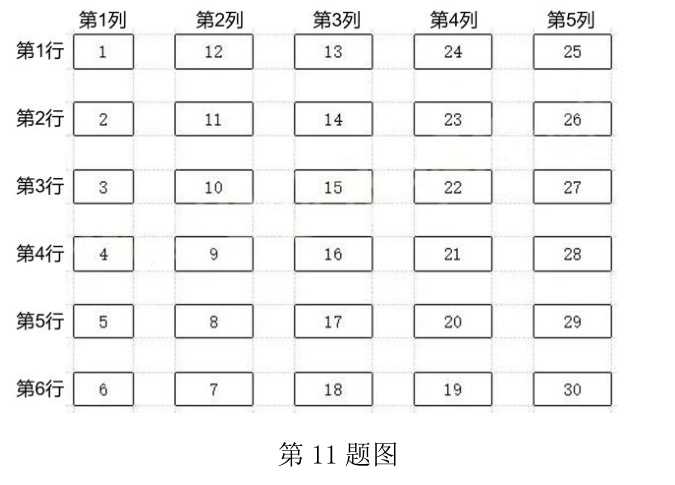 第1列 第2列 第3列 第4列 第5列
第1行 1 12 13 24 25
第2行 2 11 14 23 26
第3行 3 10 15 22 27
第4行 4 9 16 21 28
第5行 5 8 17 20 29
第6行 6 7 18 19 30
第 11 题图